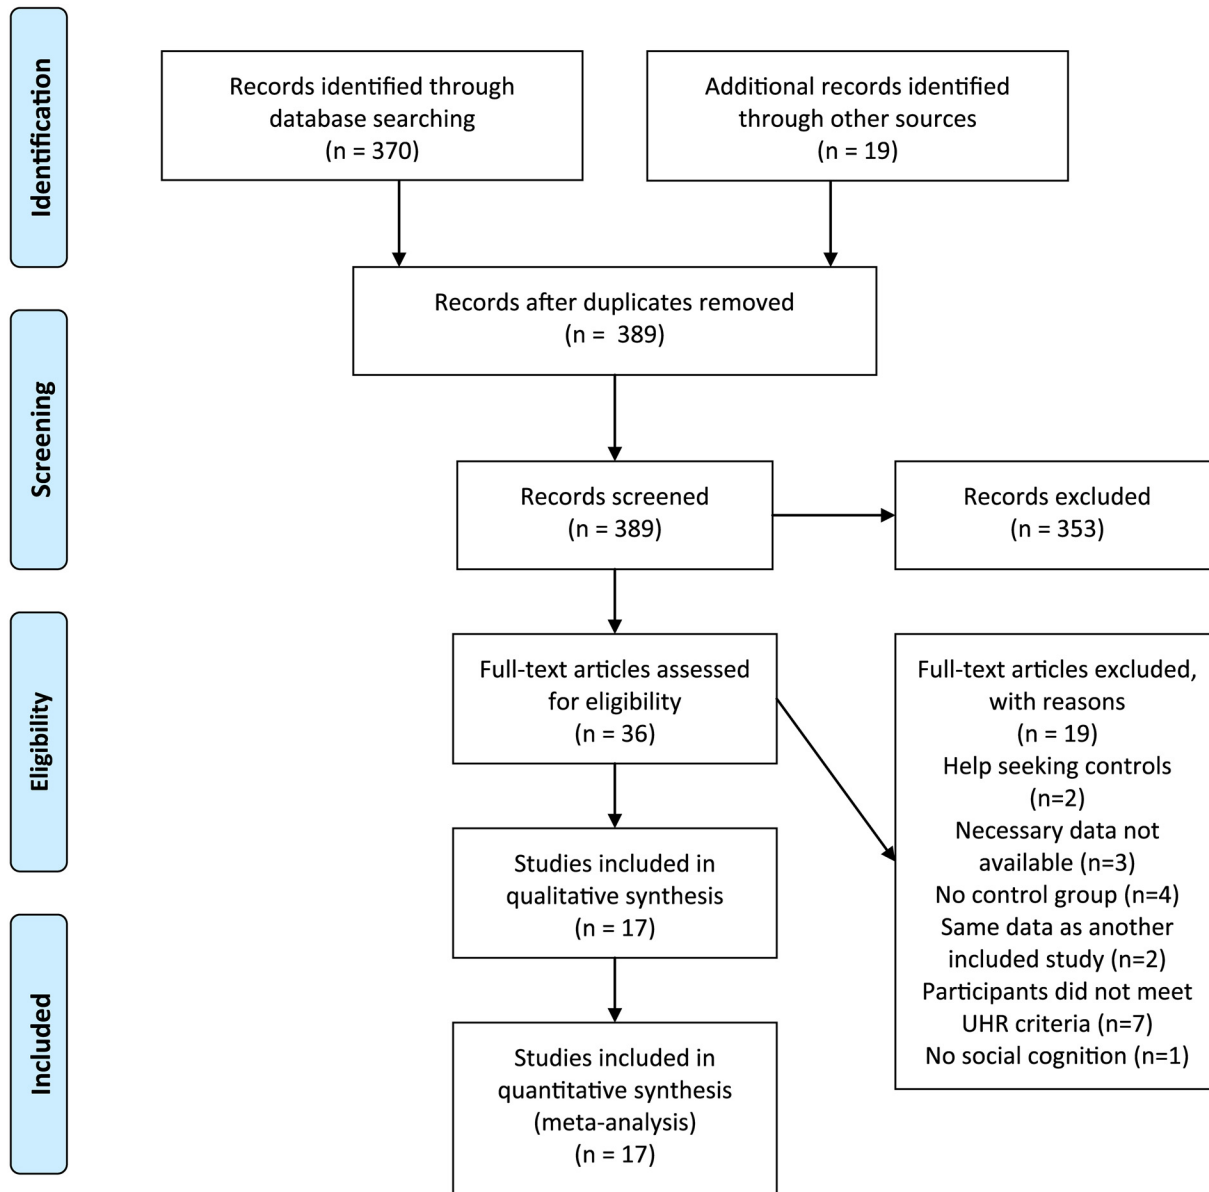 Identification
Records identified through
database searching
(n = 370)
Additional records identified
through other sources
(n = 19)
Records after duplicates removed
(n =  389)
Screening
Records screened
(n = 389)
Records excluded
(n = 353)
Eligibility
Full-text articles assessed
for eligibility
(n = 36)
Full-text articles excluded,
with reasons
(n = 19)
Help seeking controls
(n=2)
Necessary data not
available (n=3)
No control group (n=4)
Same data as another
included study (n=2)
Participants did not meet
UHR criteria (n=7)
No social cognition (n=1)
Studies included in
qualitative synthesis
(n = 17)
Included
Studies included in
quantitative synthesis
(meta-analysis)
(n = 17)